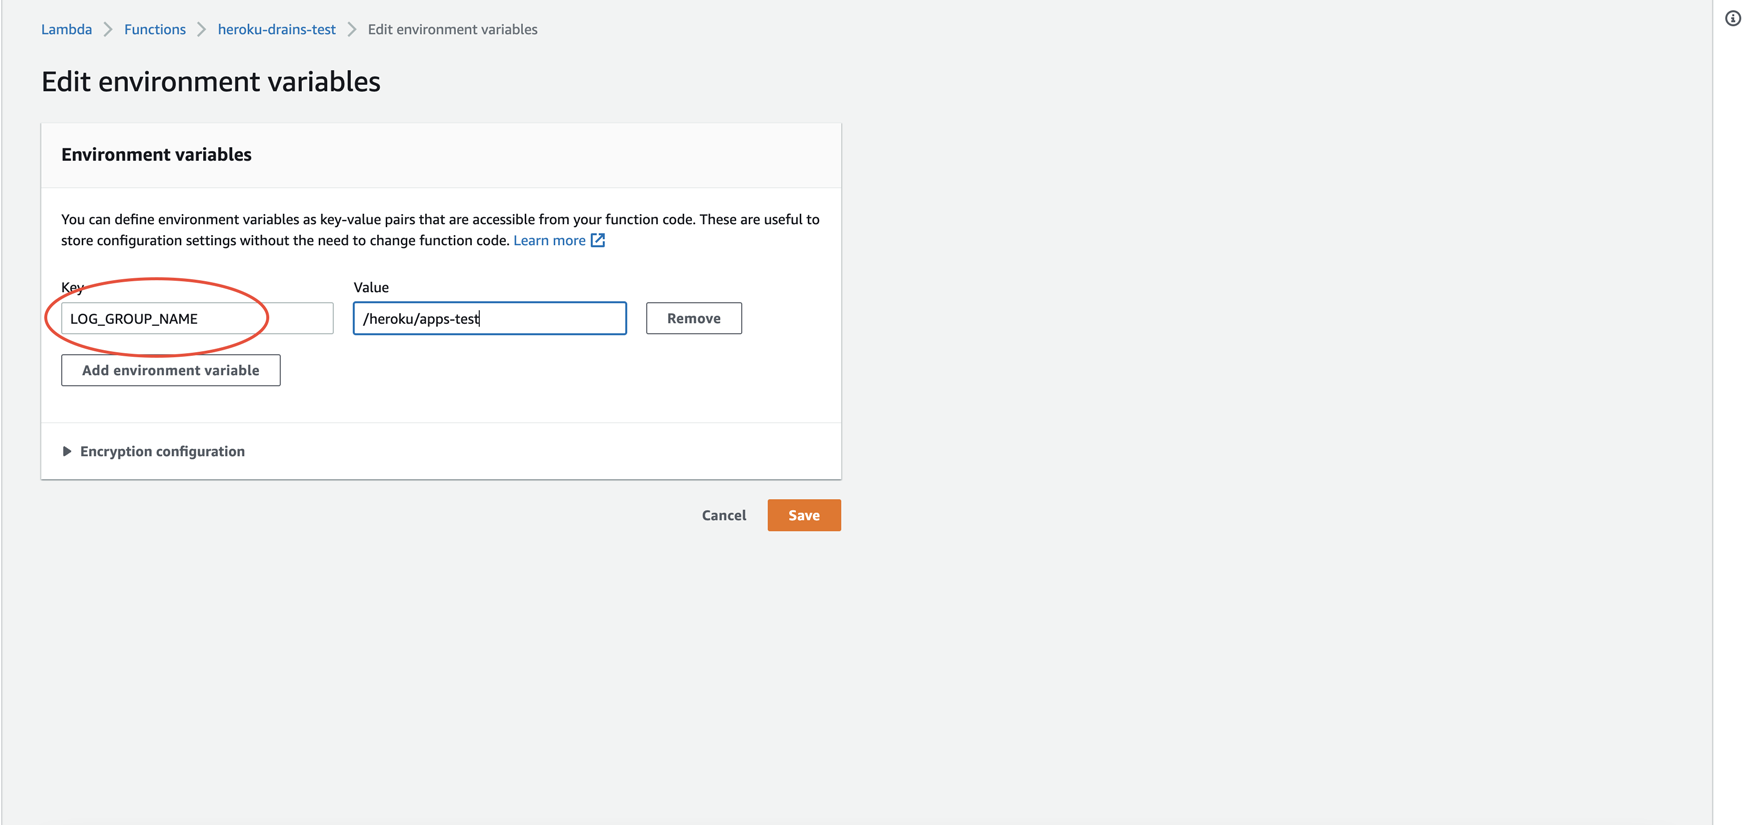 Lambda > Functions > heroku-drains-test > Edit environment variables
Edit environment variables
Environment variables
You can define environment variables as key-value pairs that are accessible from your function code. These are useful to
store configuration settings without the need to change function code. Learn more
Key Value
LOG_GROUP_NAME /heroku/apps-test Remove
Add environment variable
Encryption configuration
Cancel Save